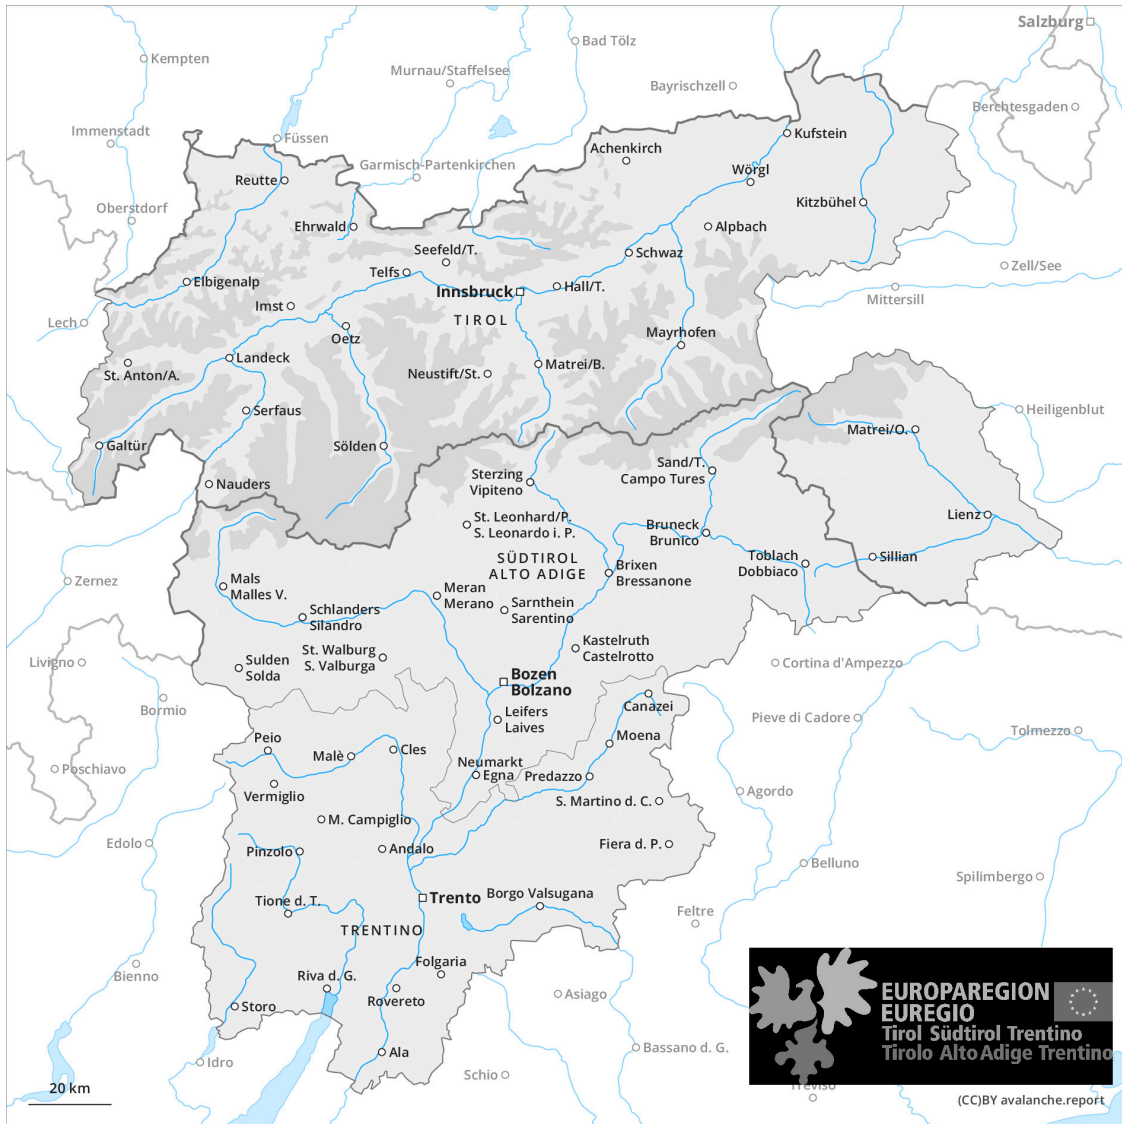 Salzburg
Bad Tölz
Kempten
Murnau/Staffelsee
Bayrischzell
Berchtesgaden
Immenstadt
Füssen
Kufstein
Achenkirch
Garmisch-Partenkirchen
Wörgl
Reutte
Kitzbühel
Oberstdorf
Ehrwald
Alpbach
Seefeld/T.
Schwaz
Telfs
Zell/See
Elbigenalp
Hall/T.
Innsbruck
Mittersill
Imst
TIROL
Lech
Oetz
Mayrhofen
Landeck
Matrei/B.
St. Anton/A.
Neustift/St.
Serfaus
Heiligenblut
Matrei/O.
Galtür
Sölden
Sand/T.
Campo Tures
Sterzing
Vipiteno
Nauders
St. Leonhard/P.
S. Leonardo i. P.
Lienz
Bruneck
Brunico
SÜDTIROL
ALTO ADIGE
Toblach
Dobbiaco
Sillian
Brixen
Bressanone
Zernez
Mals
Malles V.
Meran
Merano
Sarnthein
Sarentino
Schlanders
Silandro
Kastelruth
Castelrotto
St. Walburg
S. Valburga
Livigno
Sulden
Solda
Cortina d'Ampezzo
Bozen
Bolzano
Bormio
Canazei
Leifers
Laives
Pieve di Cadore
Tolmezzo
Moena
Peio
Cles
Malè
Neumarkt
Egna
Poschiavo
Predazzo
Vermiglio
Agordo
S. Martino d. C.
M. Campiglio
Edolo
Fiera d. P.
Pinzolo
Andalo
Belluno
Spilimbergo
Borgo Valsugana
Trento
Tione d. T.
Feltre
TRENTINO
Folgaria
Bienno
Riva d. G.
Asiago
Rovereto
Storo
EUROPAREGION
EUREGIO
Tirol Südtirol Trentino
Tirolo Alto Adige Trentino
Ala
Bassano d. G.
Idro
Schio
Treviso
20 km
(CC)BY avalanche.report